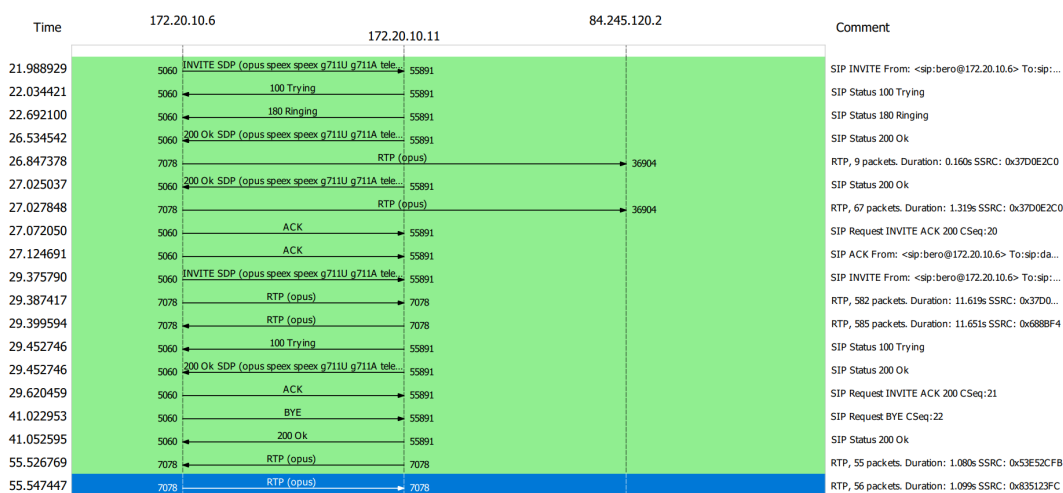 Time 172.20.10.6 172.20.10.11 84.245.120.2 Comment
21.988929 5060 INVITE SDP (opus speex speex g711U g711A tele... 55891 SIP INVITE From: <sip:bero@172.20.10.6> To:sip:...
22.034421 5060 100 Trying 55891 SIP Status 100 Trying
22.692100 5060 180 Ringing 55891 SIP Status 180 Ringing
26.534542 5060 200 Ok SDP (opus speex speex g711U g711A tele... 55891 SIP Status 200 Ok
26.847378 7078 RTP (opus) 36904 RTP, 9 packets. Duration: 0.160s SSRC: 0x37D0E2C0
27.025037 5060 200 Ok SDP (opus speex speex g711U g711A tele... 55891 SIP Status 200 Ok
27.027848 7078 RTP (opus) 36904 RTP, 67 packets. Duration: 1.319s SSRC: 0x37D0E2C0
27.072050 5060 ACK 55891 SIP Request INVITE ACK 200 CSeq:20
27.124691 5060 ACK 55891 SIP ACK From: <sip:bero@172.20.10.6> To:sip:da...
29.375790 5060 INVITE SDP (opus speex speex g711U g711A tele... 55891 SIP INVITE From: <sip:bero@172.20.10.6> To:sip:...
29.387417 7078 RTP (opus) 7078 RTP, 582 packets. Duration: 11.619s SSRC: 0x37D0...
29.399594 7078 RTP (opus) 7078 RTP, 585 packets. Duration: 11.651s SSRC: 0x688BF4
29.452746 5060 100 Trying 55891 SIP Status 100 Trying
29.452746 5060 200 Ok SDP (opus speex speex g711U g711A tele... 55891 SIP Status 200 Ok
29.620459 5060 ACK 55891 SIP Request INVITE ACK 200 CSeq:21
41.022953 5060 BYE 55891 SIP Request BYE CSeq:22
41.052595 5060 200 Ok 55891 SIP Status 200 Ok
55.526769 7078 RTP (opus) 7078 RTP, 55 packets. Duration: 1.080s SSRC: 0x53E52CFB
55.547447 7078 RTP (opus) 7078 RTP, 56 packets. Duration: 1.099s SSRC: 0x835123FC